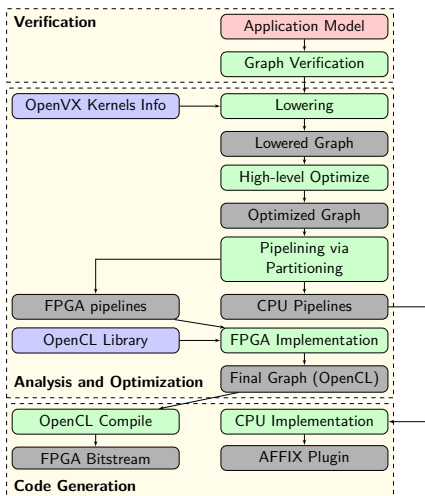 Verification
Application Model
Graph Verification
OpenVX Kernels Info
Lowering
Lowered Graph
High-level Optimize
Optimized Graph
Pipelining via
Partitioning
FPGA pipelines
CPU Pipelines
OpenCL Library
FPGA Implementation
Analysis and Optimization
Final Graph (OpenCL)
OpenCL Compile
CPU Implementation
FPGA Bitstream
AFFIX Plugin
Code Generation